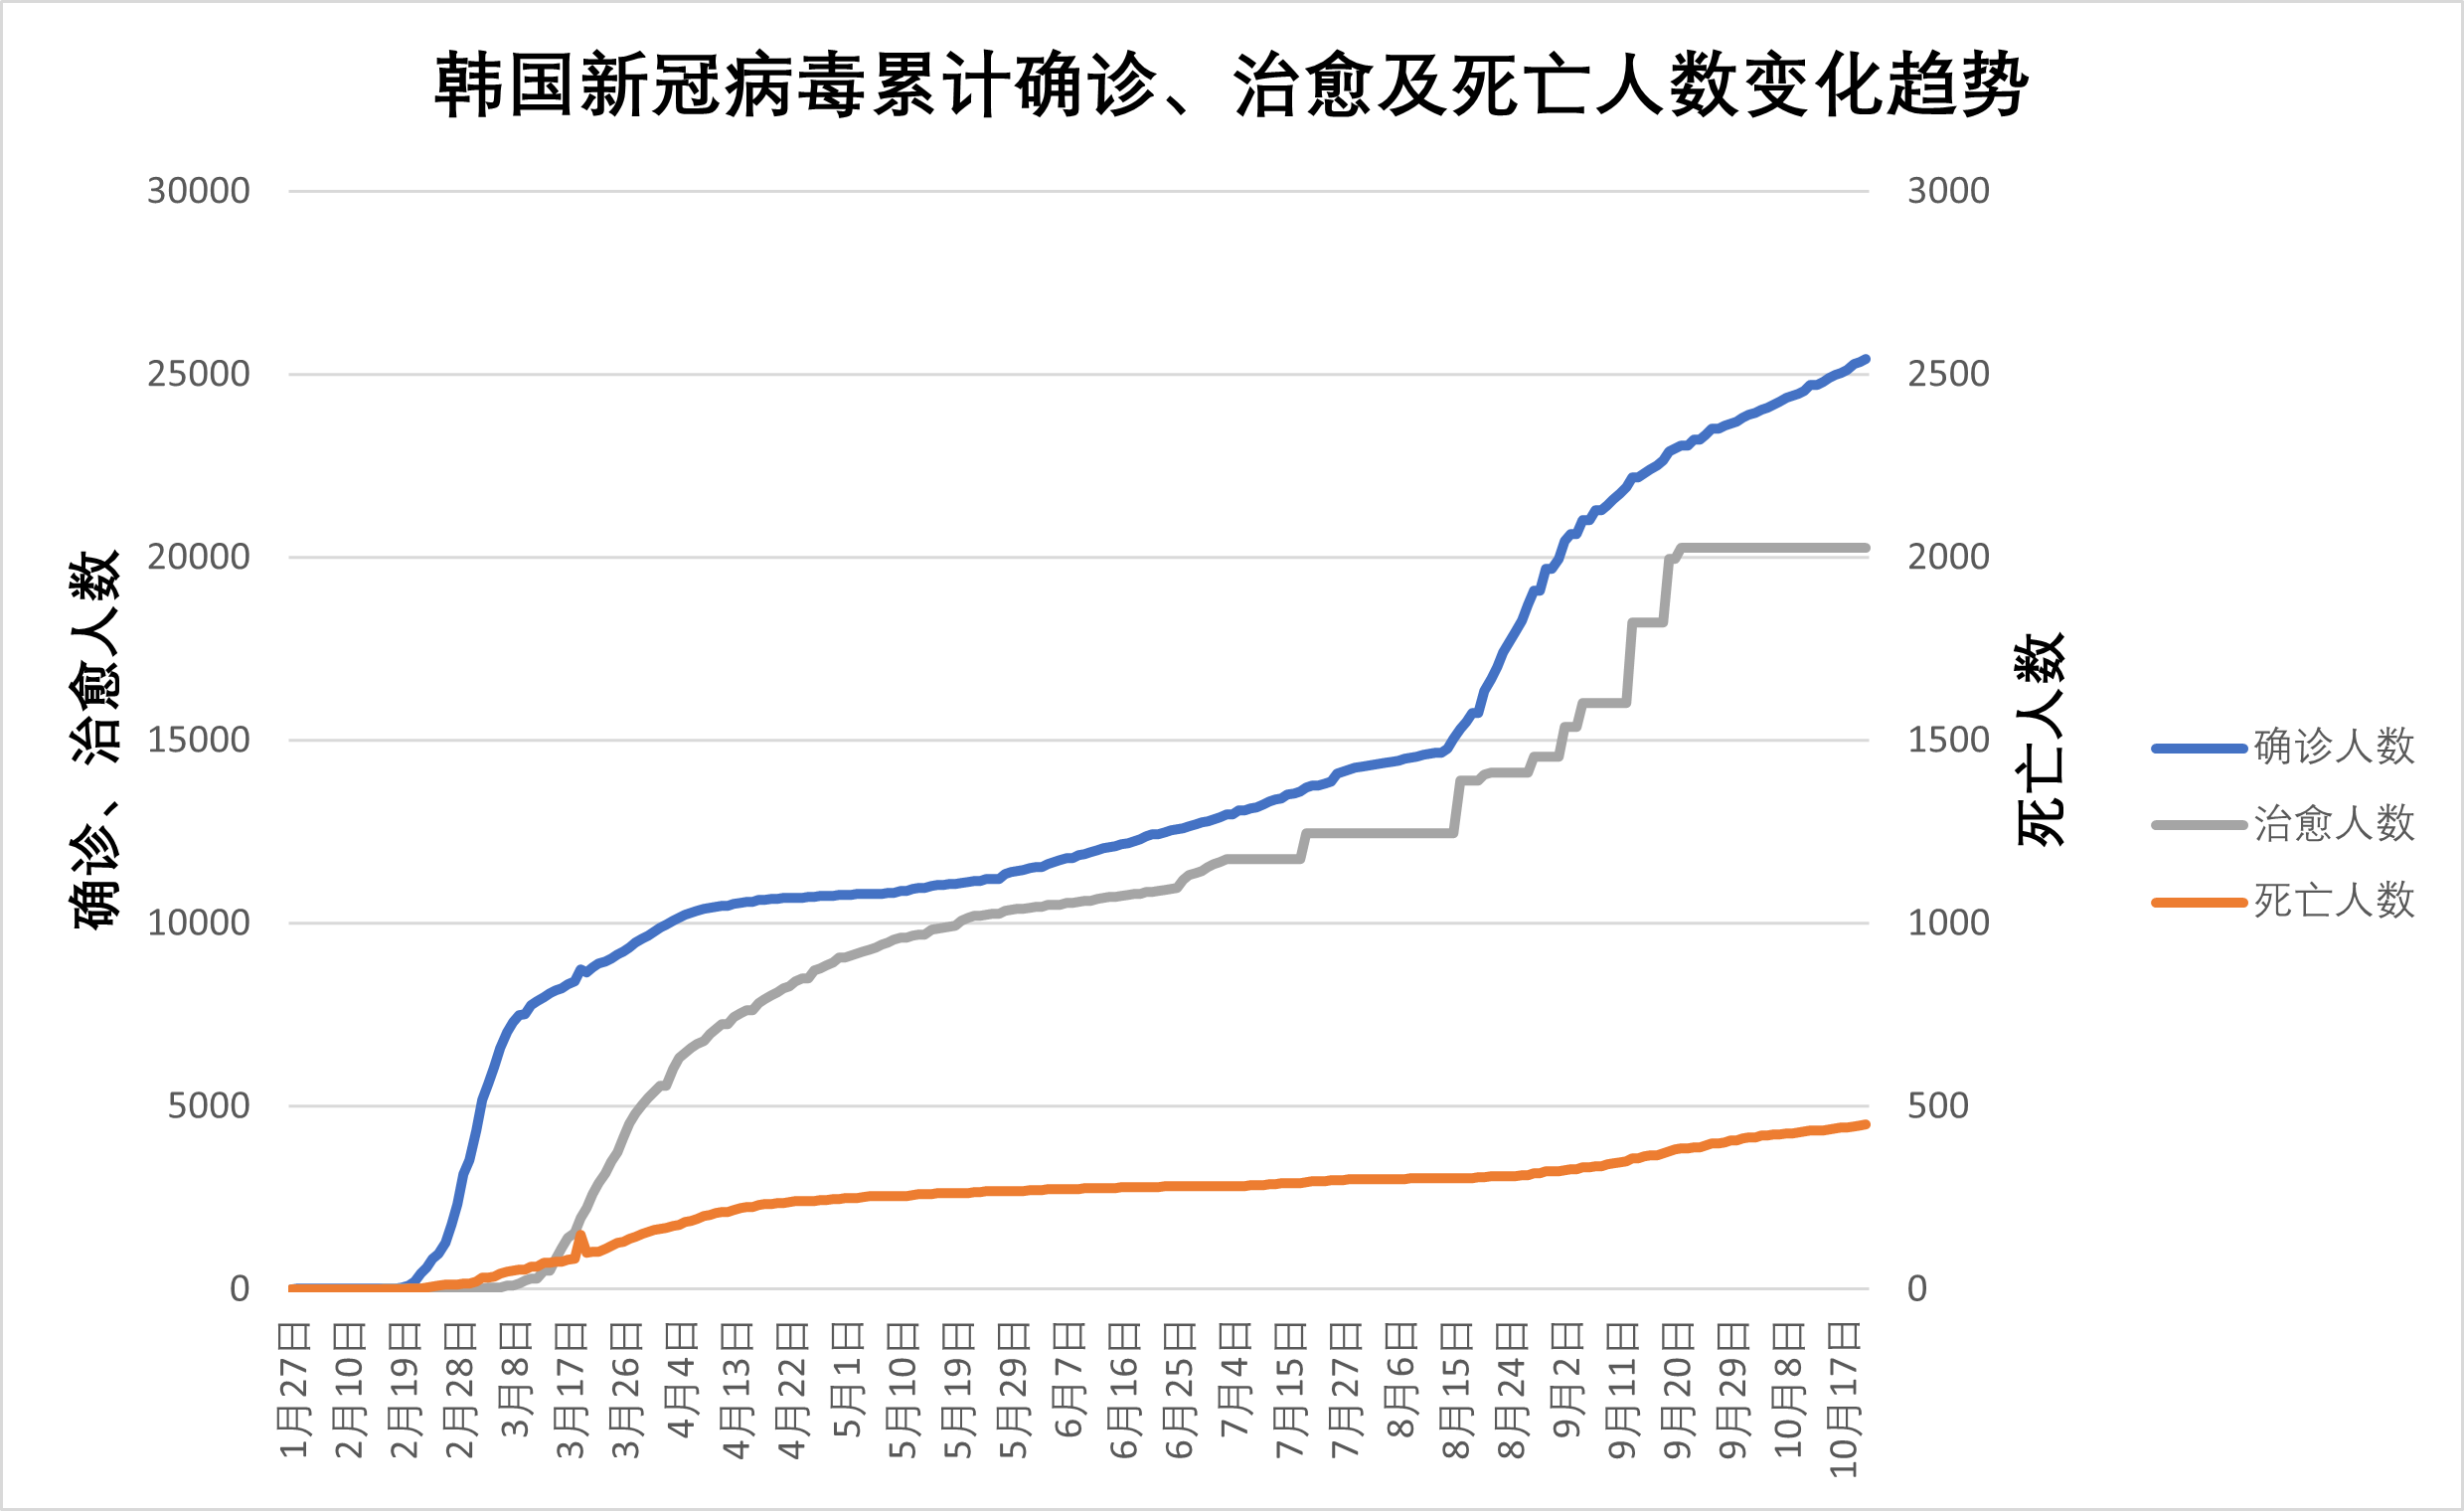 韩国新冠病毒累计确诊、治愈及死亡人数变化趋势
30000
25000
20000
15000
10000
5000
0
确诊、治愈人数
3000
2500
2000
1500
1000
500
0
死亡人数
确诊人数
治愈人数
死亡人数
1月27日
2月10日
2月19日
2月28日
3月8日
3月17日
3月26日
4月4日
4月13日
4月22日
5月1日
5月10日
5月19日
5月29日
6月7日
6月16日
6月25日
7月4日
7月15日
7月27日
8月6日
8月15日
8月24日
9月2日
9月11日
9月20日
9月29日
10月8日
10月17日